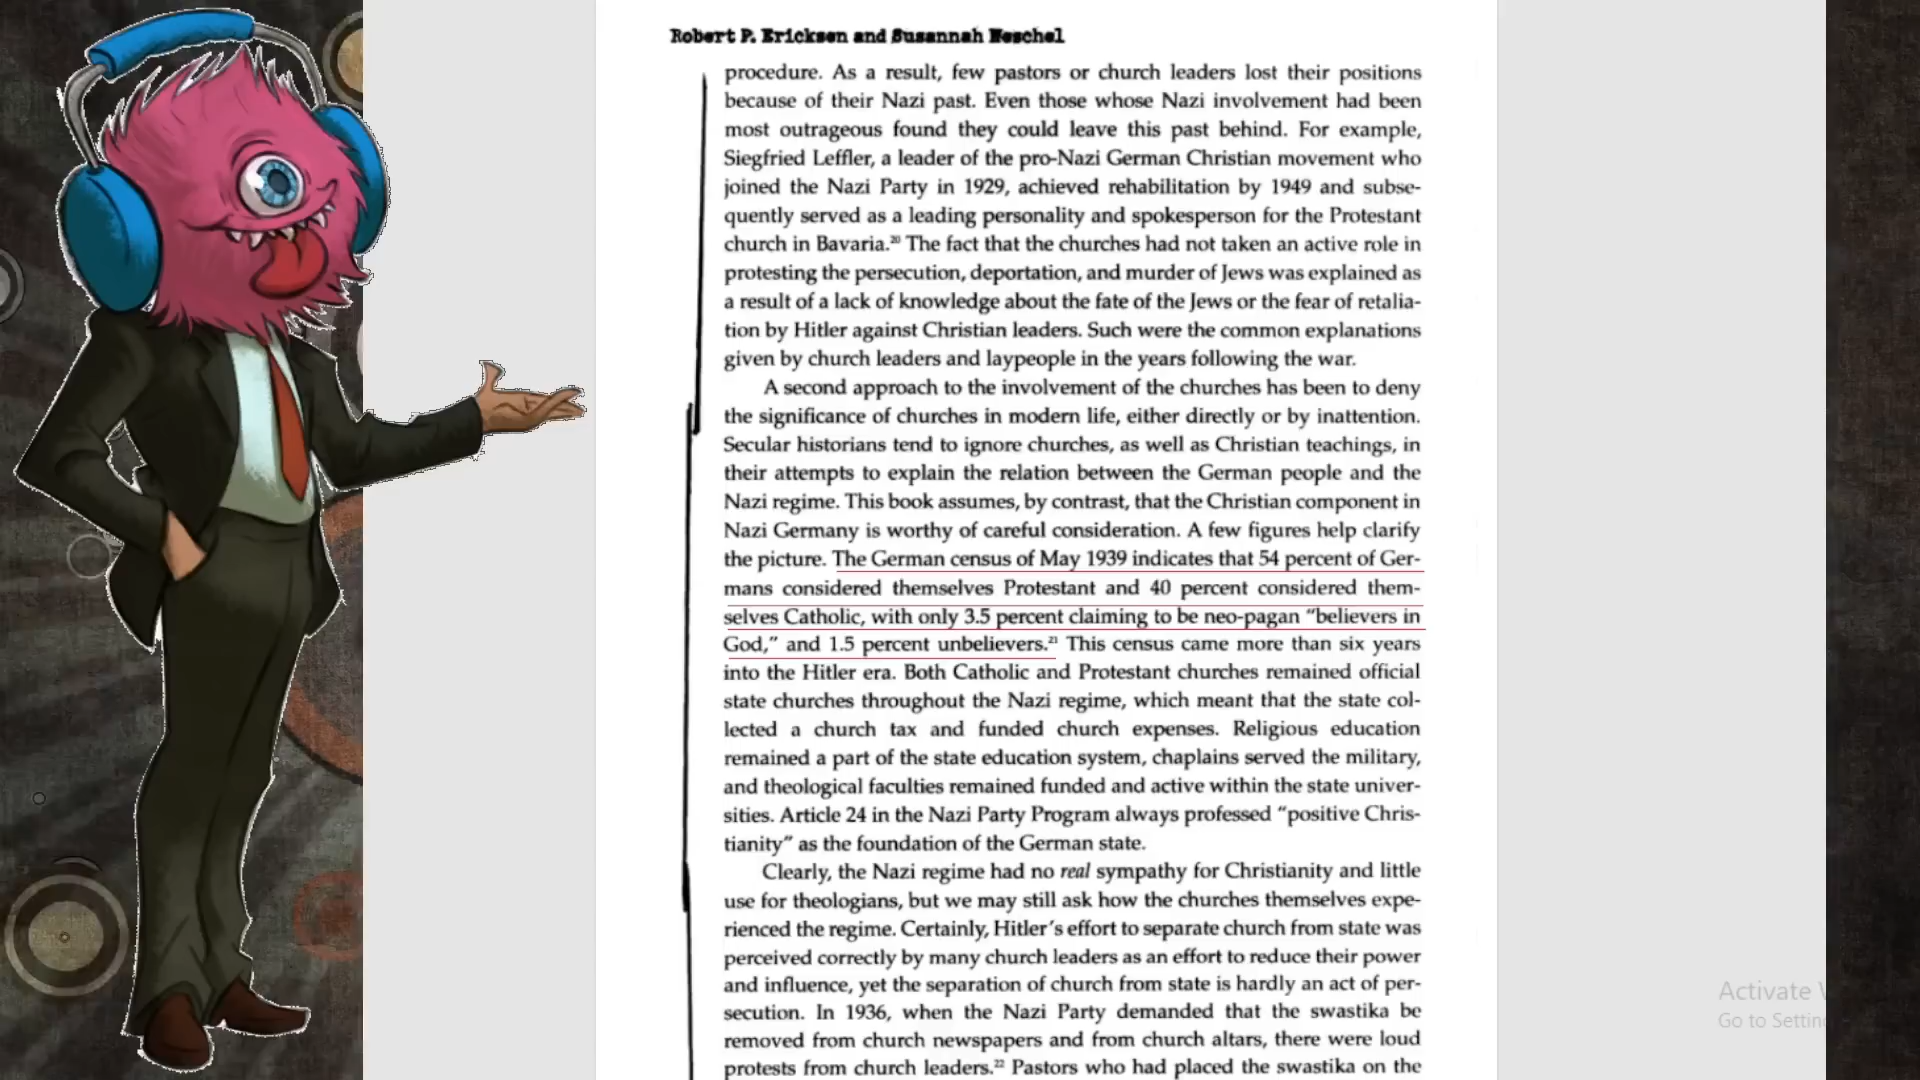 Robert P. Ericksen and Susannah Heschel
procedure. As a result, few pastors or church leaders lost their positions
because of their Nazi past. Even those whose Nazi involvement had been
most outrageous found they could leave this past behind. For example,
Siegfried Leffler, a leader of the pro-Nazi German Christian movement who
joined the Nazi Party in 1929, achieved rehabilitation by 1949 and subse-
quently served as a leading personality and spokesperson for the Protestant
church in Bavaria.²⁰ The fact that the churches had not taken an active role in
protesting the persecution, deportation, and murder of Jews was explained as
a result of a lack of knowledge about the fate of the Jews or the fear of retalia-
tion by Hitler against Christian leaders. Such were the common explanations
given by church leaders and laypeople in the years following the war.
A second approach to the involvement of the churches has been to deny
the significance of churches in modern life, either directly or by inattention.
Secular historians tend to ignore churches, as well as Christian teachings, in
their attempts to explain the relation between the German people and the
Nazi regime. This book assumes, by contrast, that the Christian component in
Nazi Germany is worthy of careful consideration. A few figures help clarify
the picture. The German census of May 1939 indicates that 54 percent of Ger-
mans considered themselves Protestant and 40 percent considered them-
selves Catholic, with only 3.5 percent claiming to be neo-pagan “believers in
God,” and 1.5 percent unbelievers.²¹ This census came more than six years
into the Hitler era. Both Catholic and Protestant churches remained official
state churches throughout the Nazi regime, which meant that the state col-
lected a church tax and funded church expenses. Religious education
remained a part of the state education system, chaplains served the military,
and theological faculties remained funded and active within the state univer-
sities. Article 24 in the Nazi Party Program always professed “positive Chris-
tianity” as the foundation of the German state.
Clearly, the Nazi regime had no real sympathy for Christianity and little
use for theologians, but we may still ask how the churches themselves expe-
rienced the regime. Certainly, Hitler’s effort to separate church from state was
perceived correctly by many church leaders as an effort to reduce their power
and influence, yet the separation of church from state is hardly an act of per-
secution. In 1936, when the Nazi Party demanded that the swastika be
removed from church newspapers and from church altars, there were loud
protests from church leaders.²² Pastors who had placed the swastika on the
Activate
Go to Settin